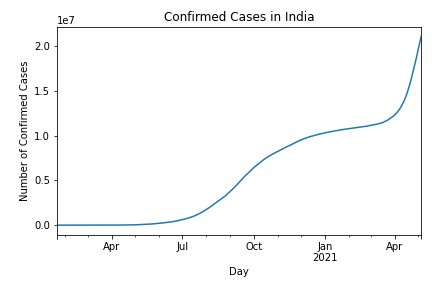 Confirmed Cases in India
1e7
2.0
1.5
1.0
0.5
0.0
Number of Confirmed Cases
Apr Jul Oct Jan Apr
2021
Day